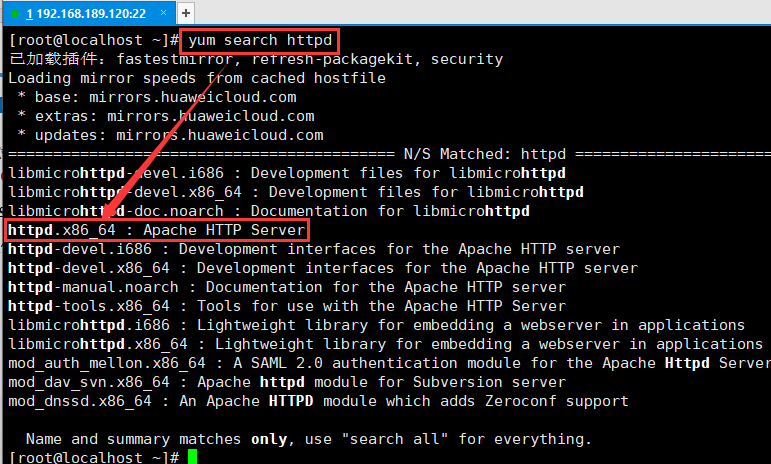 1 192.168.189.120:22 × +
[root@localhost ~]# yum search httpd
已加载插件：fastestmirror, refresh-packagekit, security
Loading mirror speeds from cached hostfile
 * base: mirrors.huaweicloud.com
 * extras: mirrors.huaweicloud.com
 * updates: mirrors.huaweicloud.com
=========================================== N/S Matched: httpd ======================
libmicrohttpd-devel.i686 : Development files for libmicrohttpd
libmicrohttpd-devel.x86_64 : Development files for libmicrohttpd
libmicrohttpd-doc.noarch : Documentation for libmicrohttpd
httpd.x86_64 : Apache HTTP Server
httpd-devel.i686 : Development interfaces for the Apache HTTP server
httpd-devel.x86_64 : Development interfaces for the Apache HTTP server
httpd-manual.noarch : Documentation for the Apache HTTP server
httpd-tools.x86_64 : Tools for use with the Apache HTTP Server
libmicrohttpd.i686 : Lightweight library for embedding a webserver in applications
libmicrohttpd.x86_64 : Lightweight library for embedding a webserver in applications
mod_auth_mellon.x86_64 : A SAML 2.0 authentication module for the Apache Httpd Server
mod_dav_svn.x86_64 : Apache httpd module for Subversion server
mod_dnssd.x86_64 : An Apache HTTPD module which adds Zeroconf support
  Name and summary matches only, use "search all" for everything.
[root@localhost ~]#